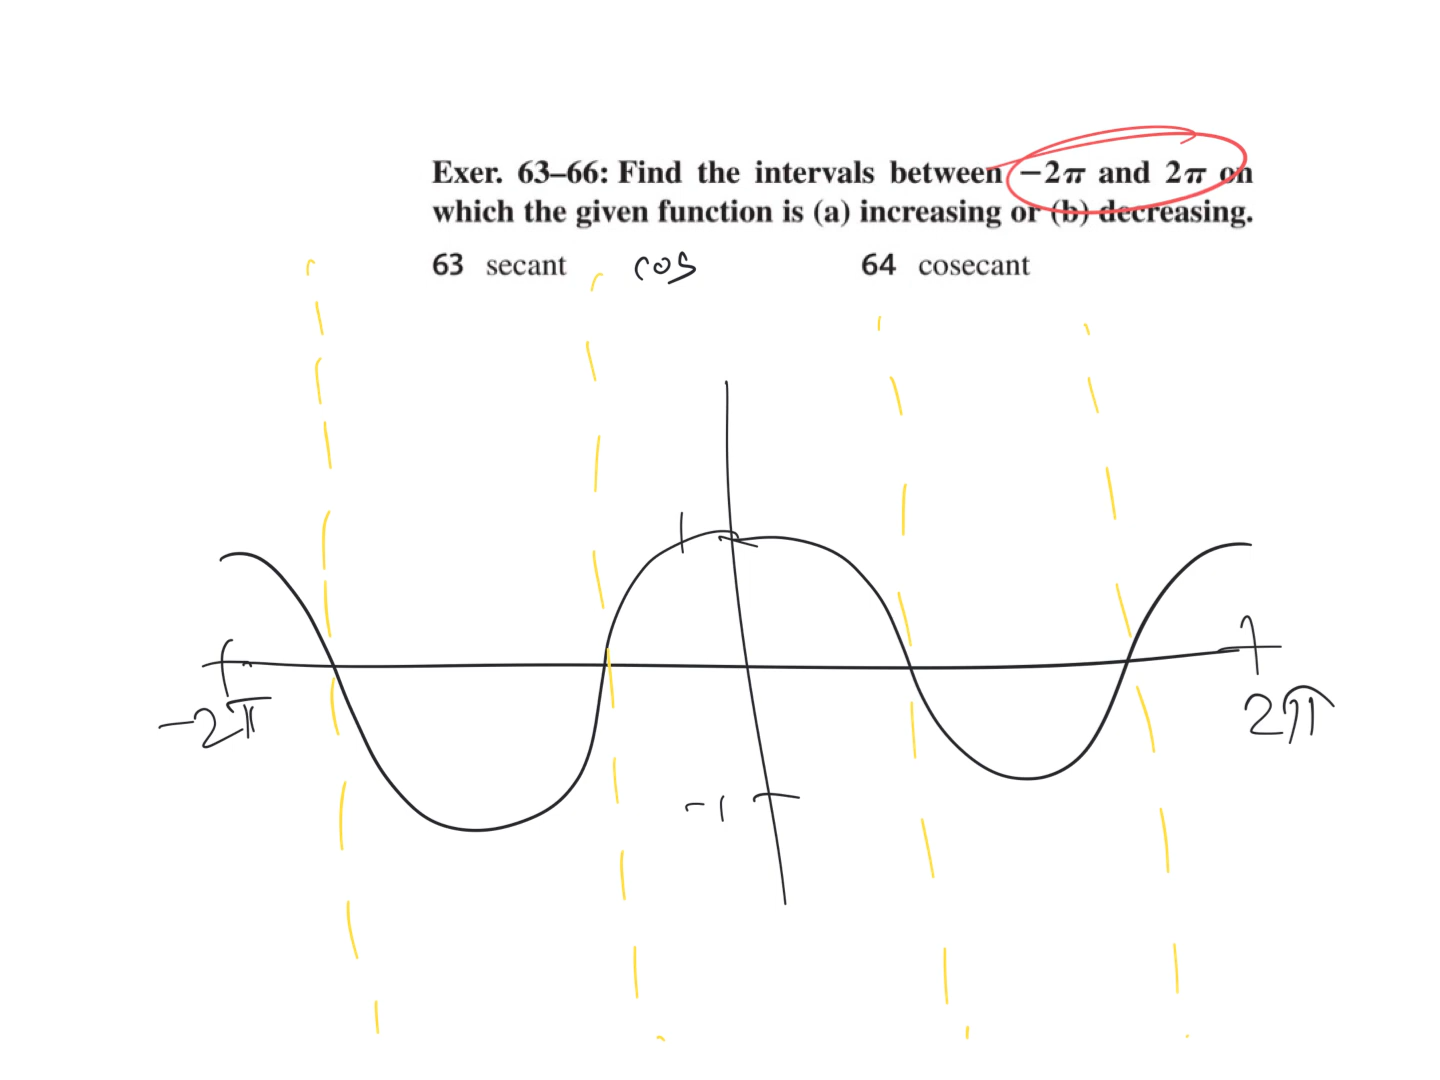 Exer. 63–66: Find the intervals between −2π and 2π on
which the given function is (a) increasing or (b) decreasing.
63 secant cos 64 cosecant
1
-1
-2π
2π